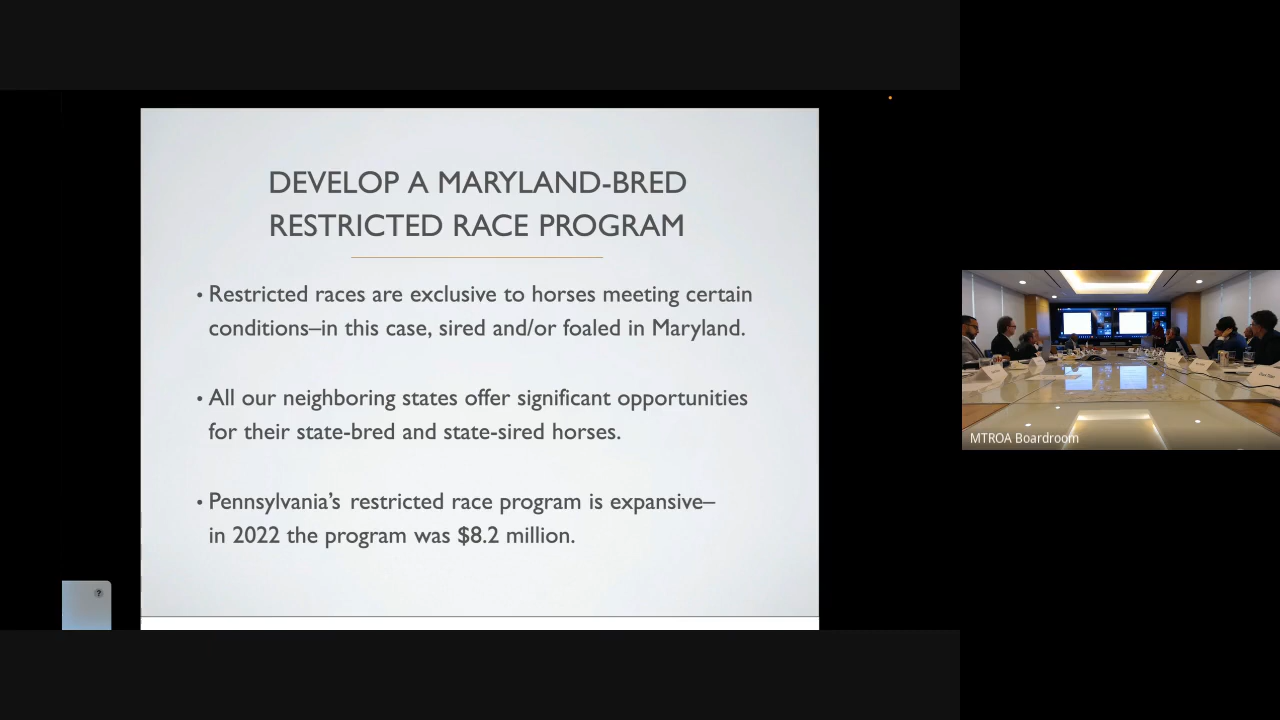 DEVELOP A MARYLAND-BRED
RESTRICTED RACE PROGRAM
• Restricted races are exclusive to horses meeting certain
conditions–in this case, sired and/or foaled in Maryland.
• All our neighboring states offer significant opportunities
for their state-bred and state-sired horses.
• Pennsylvania’s restricted race program is expansive–
in 2022 the program was $8.2 million.
?
MTROA Boardroom